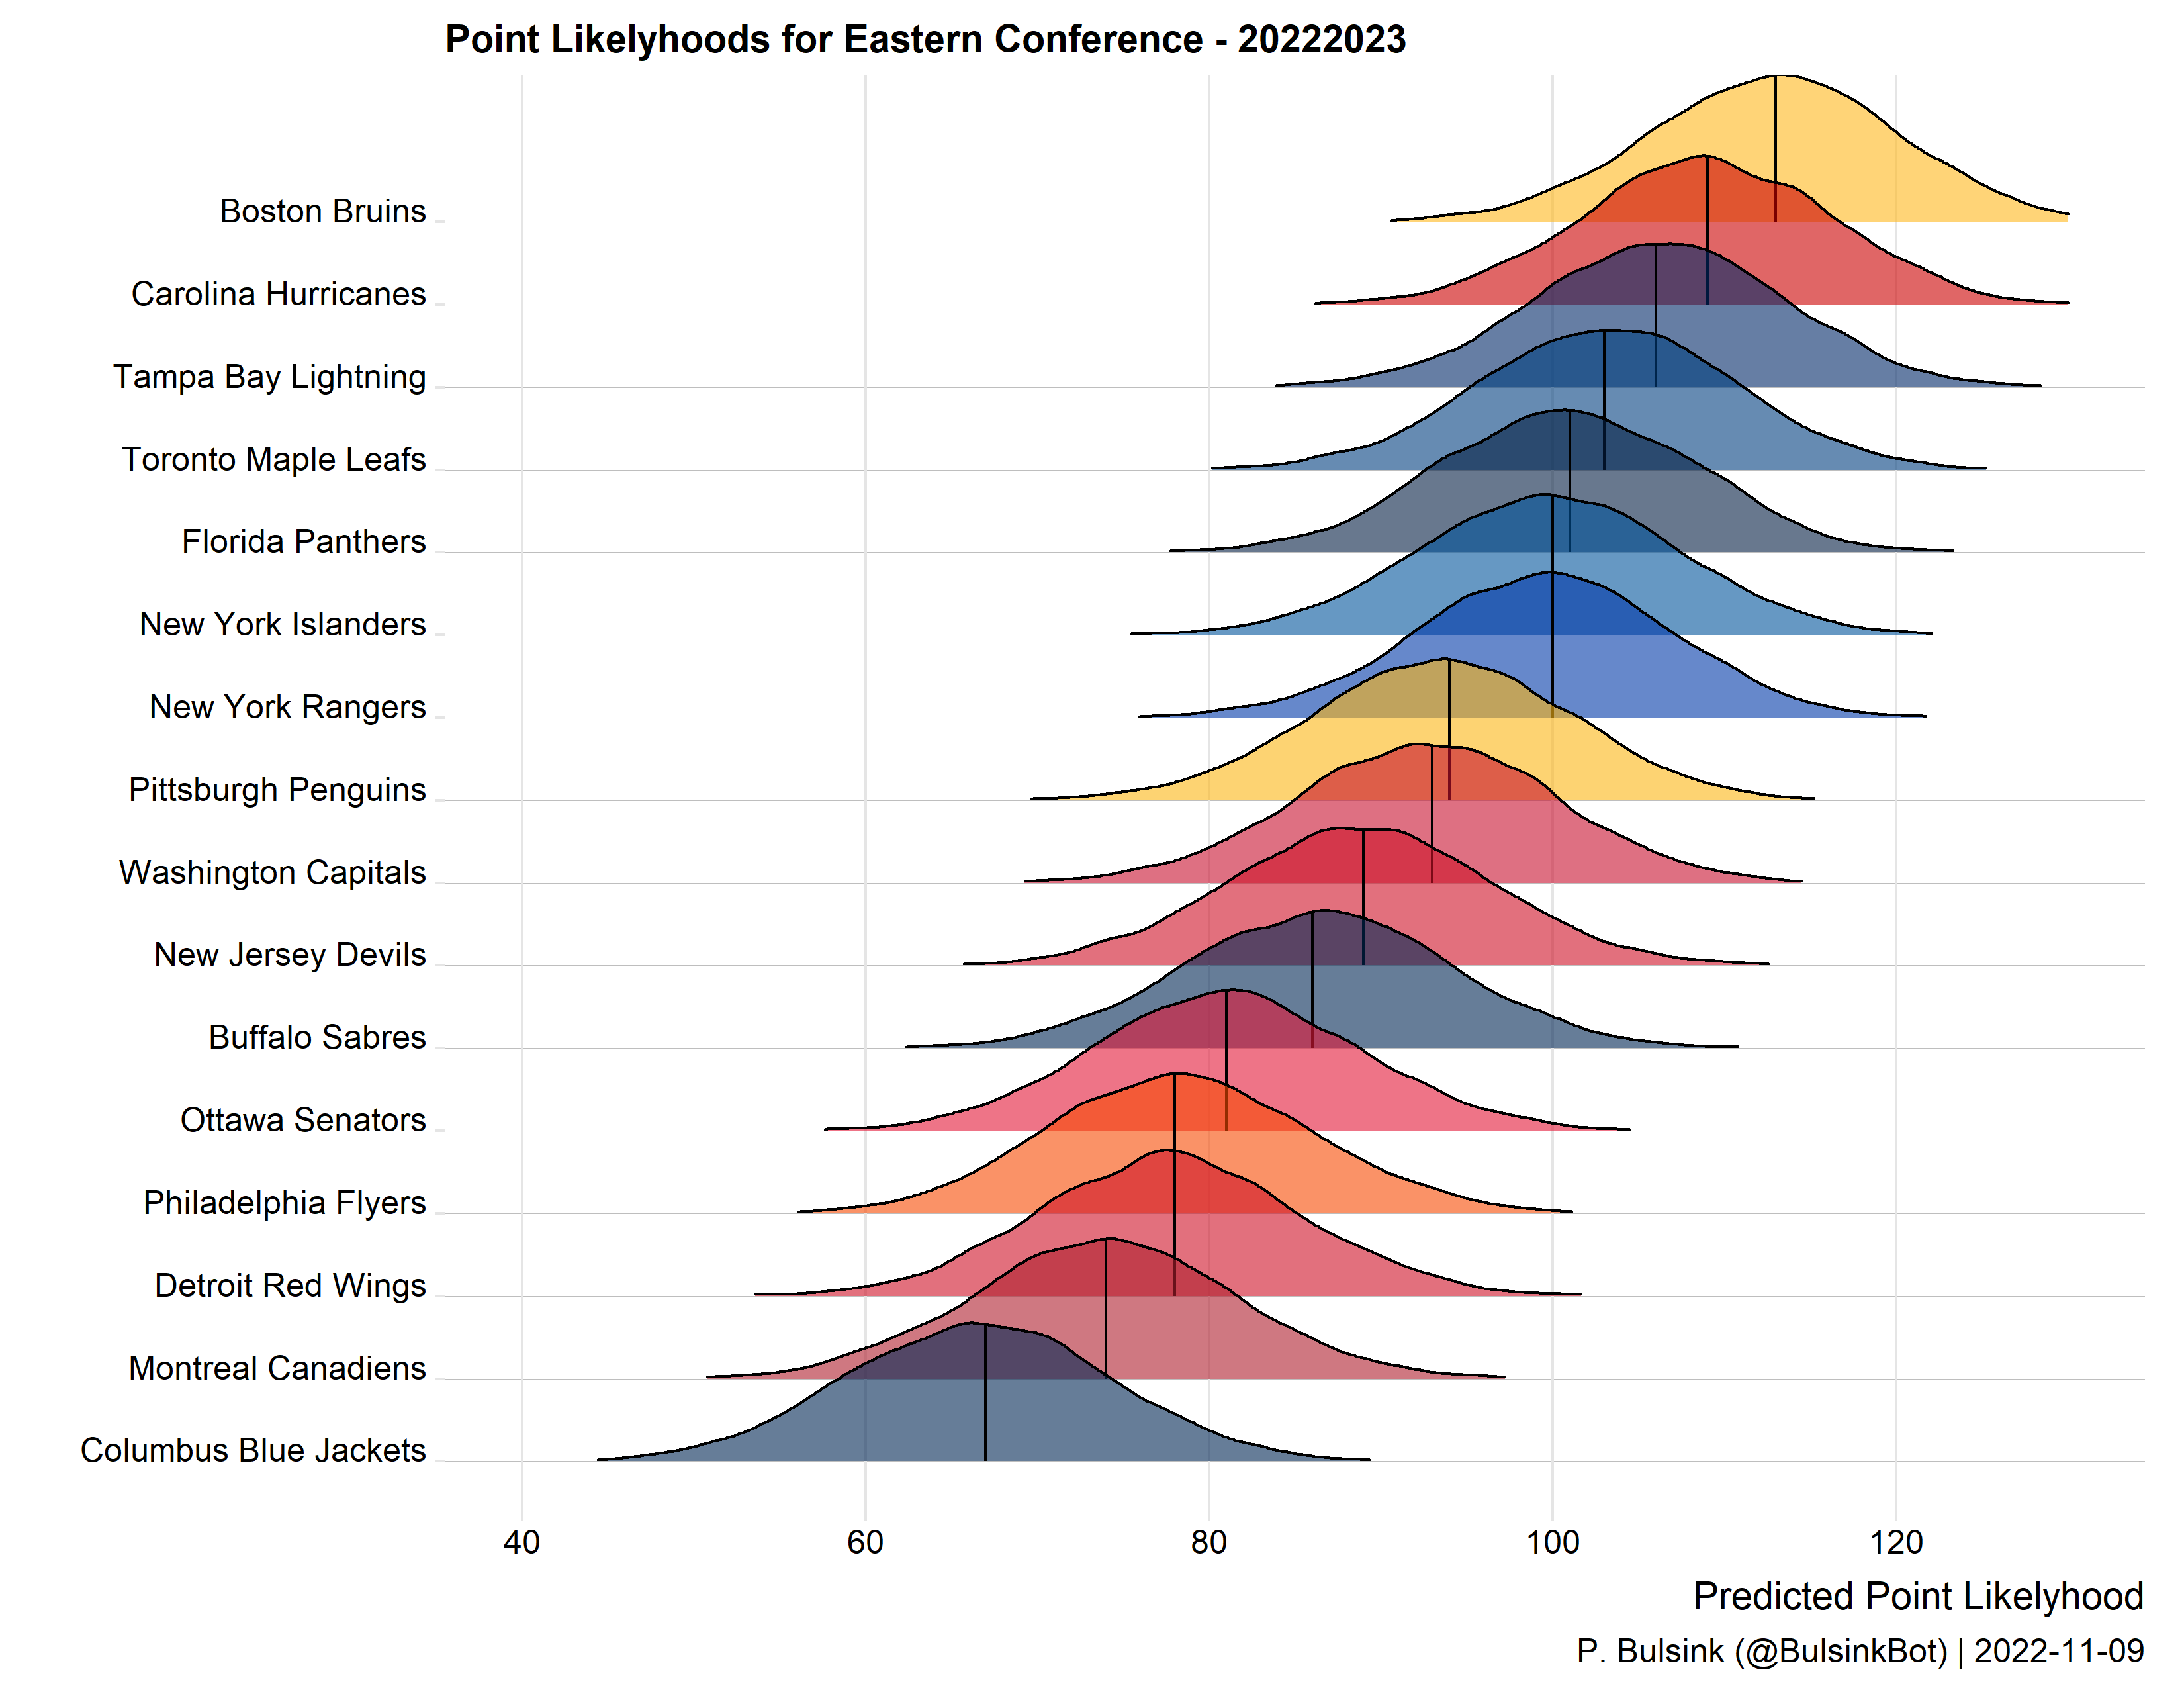 Point Likelyhoods for Eastern Conference - 20222023
Boston Bruins
Carolina Hurricanes
Tampa Bay Lightning
Toronto Maple Leafs
Florida Panthers
New York Islanders
New York Rangers
Pittsburgh Penguins
Washington Capitals
New Jersey Devils
Buffalo Sabres
Ottawa Senators
Philadelphia Flyers
Detroit Red Wings
Montreal Canadiens
Columbus Blue Jackets
40 60 80 100 120
Predicted Point Likelyhood
P. Bulsink (@BulsinkBot) | 2022-11-09